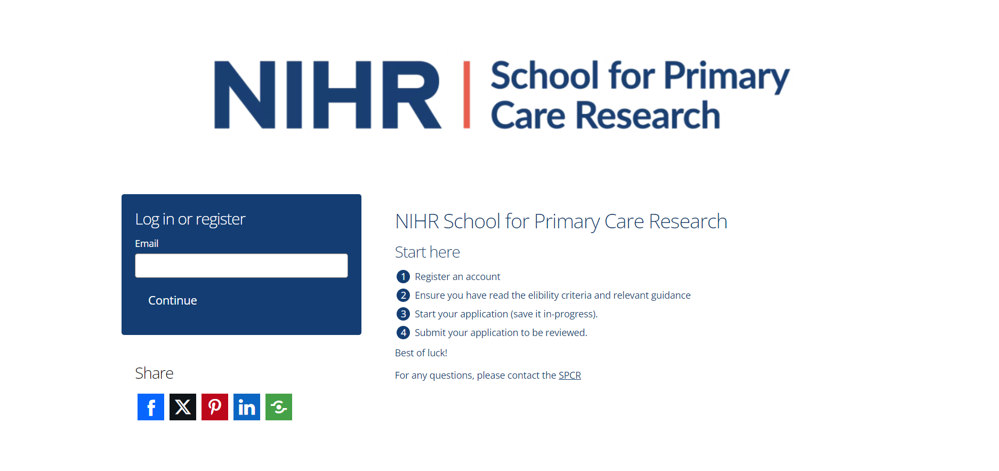 NIHR School for Primary
Care Research
Log in or register
Email
Continue
Share
NIHR School for Primary Care Research
Start here
1 Register an account
2 Ensure you have read the elibility criteria and relevant guidance
3 Start your application (save it in-progress).
4 Submit your application to be reviewed.
Best of luck!
For any questions, please contact the SPCR